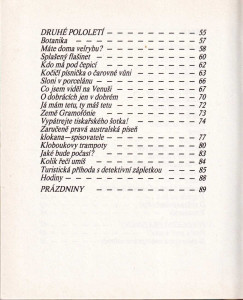 DRUHÉ POLOLETÍ — — — — — — — — — 55
Botanika — — — — — — — — — — — 57
Máte doma velrybu? — — — — — — — — 58
Splašený flašinet — — — — — — — — — 60
Kdo má pod čepicí — — — — — — — — — 62
Kočičí písnička o čarovné vůni — — — — — 63
Sloni v porcelánu — — — — — — — — — 66
Co jsem viděl na Venuši — — — — — — — 67
O dobrácích jen v dobrém — — — — — — — 70
Já mám tetu, ty máš tetu — — — — — — — 72
Země Gramofónie — — — — — — — — — 73
Vypátrejte tiskařského šotka! — — — — — — 74
Zaručeně pravá australská píseň
klokana—spisovatele — — — — — — — — 77
Kloboukovy trampoty — — — — — — — — 80
Jaké bude počasí? — — — — — — — — — 83
Kolik řečí umíš — — — — — — — — — — 84
Turistická příhoda s detektivní zápletkou — — 85
Hodiny — — — — — — — — — — — — 88
PRÁZDNINY — — — — — — — — — — — 89